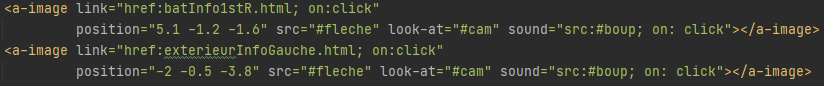 <a-image link="href:batInfo1stR.html; on:click"
position="5.1 -1.2 -1.6" src="#fleche" look-at="#cam" sound="src:#boup; on: click"></a-image>
<a-image link="href:exterieurInfoGauche.html; on:click"
position="-2 -0.5 -3.8" src="#fleche" look-at="#cam" sound="src:#boup; on: click"></a-image>